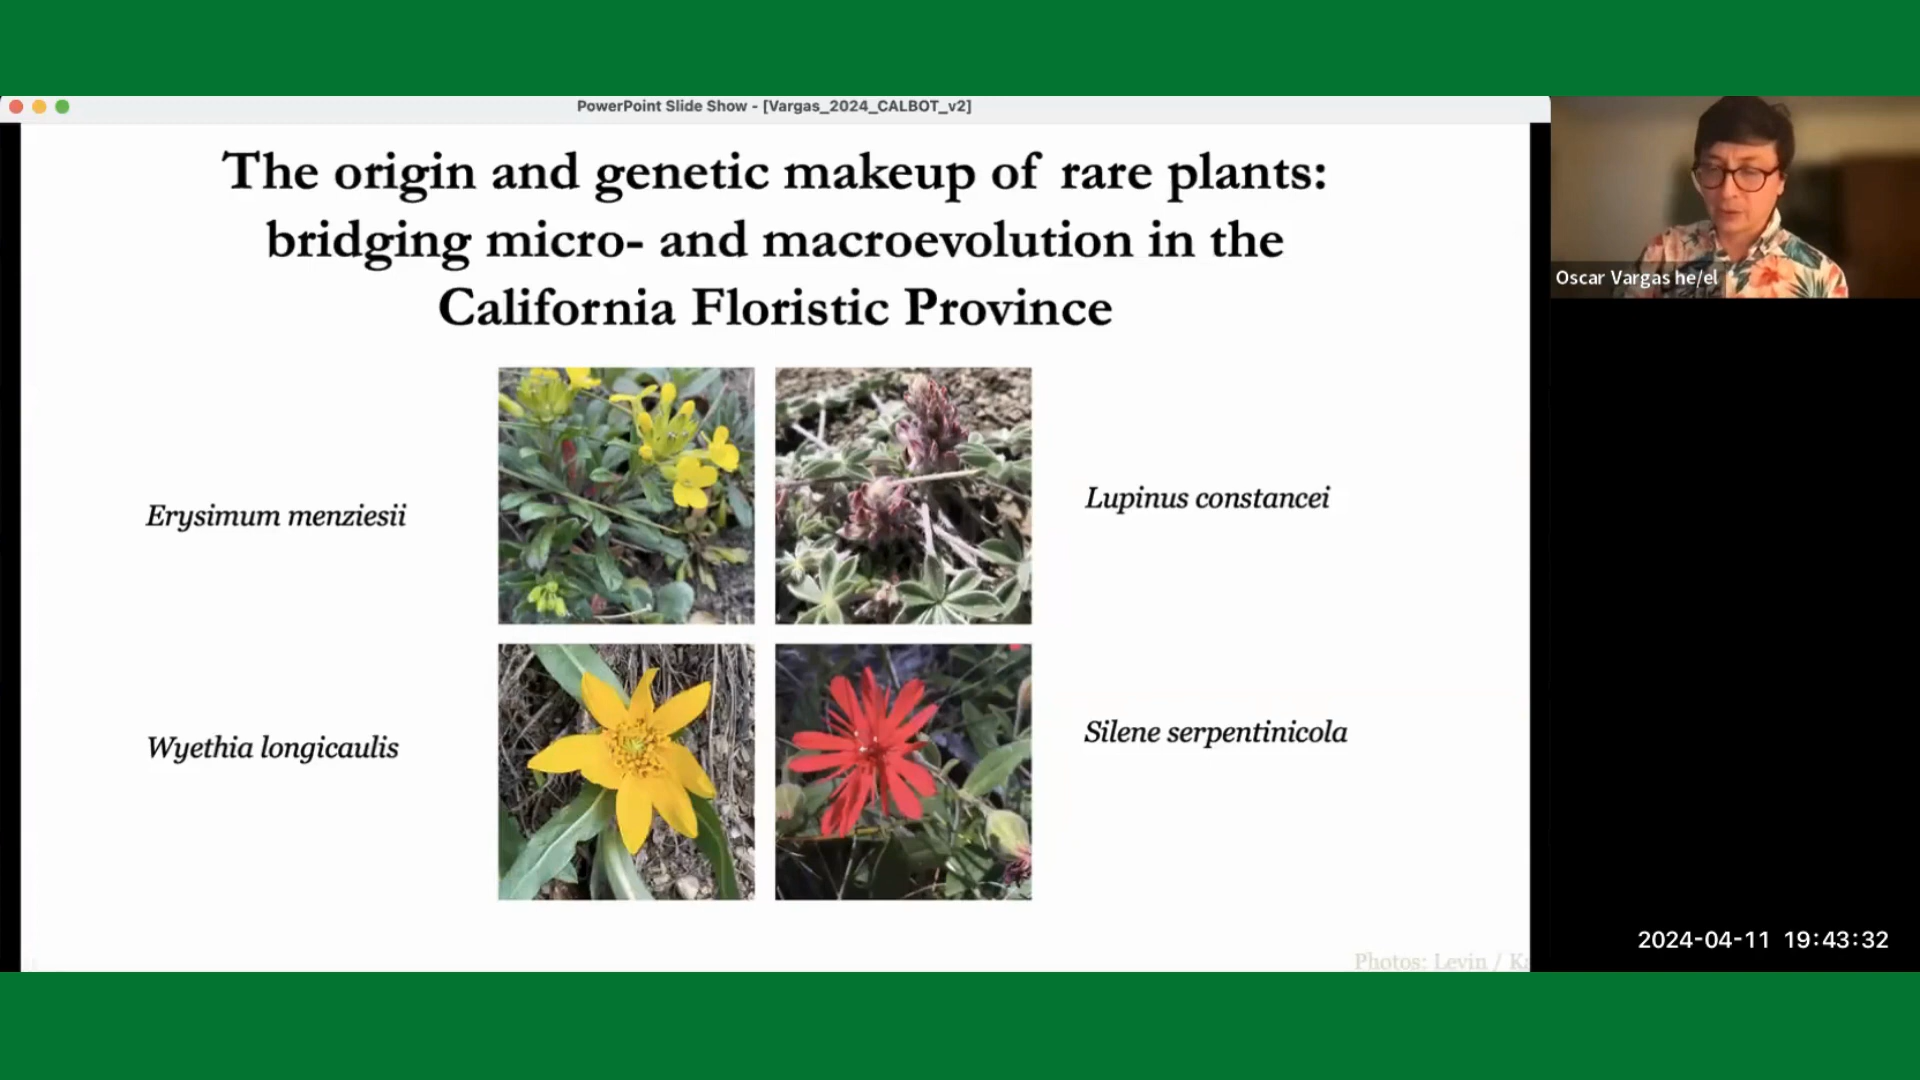 PowerPoint Slide Show - [Vargas_2024_CALBOT_v2]
The origin and genetic makeup of rare plants:
bridging micro- and macroevolution in the
California Floristic Province
Oscar Vargas he/el
Erysimum menziesii
Lupinus constancei
Wyethia longicaulis
Silene serpentinicola
2024-04-11 19:43:32
Photos: Levin /